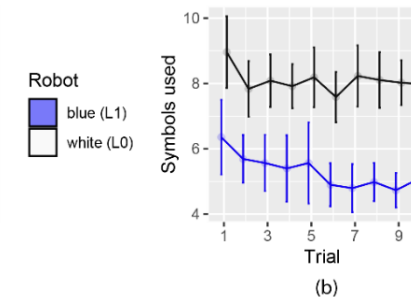 Robot
blue (L1)
white (L0)
Symbols used
10
8
6
4
1
3
5
7
9
Trial
(b)